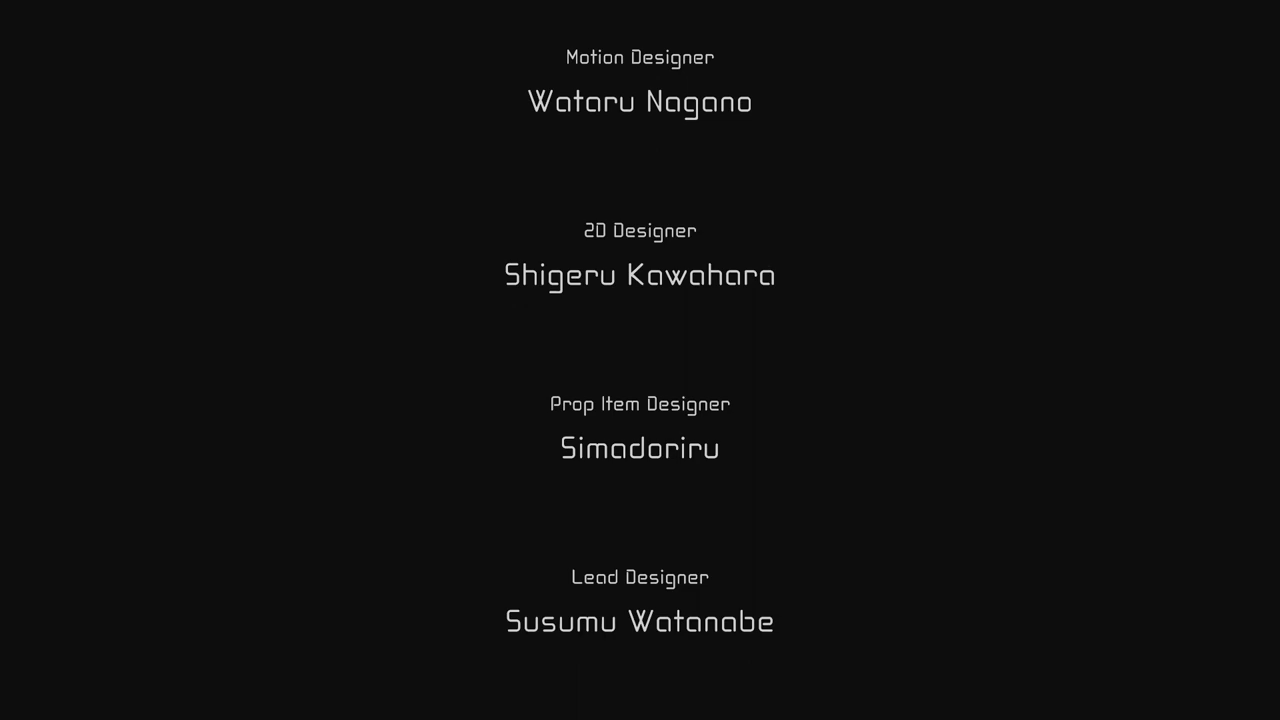 Motion Designer
Wataru Nagano
2D Designer
Shigeru Kawahara
Prop Item Designer
Simadoriru
Lead Designer
Susumu Watanabe